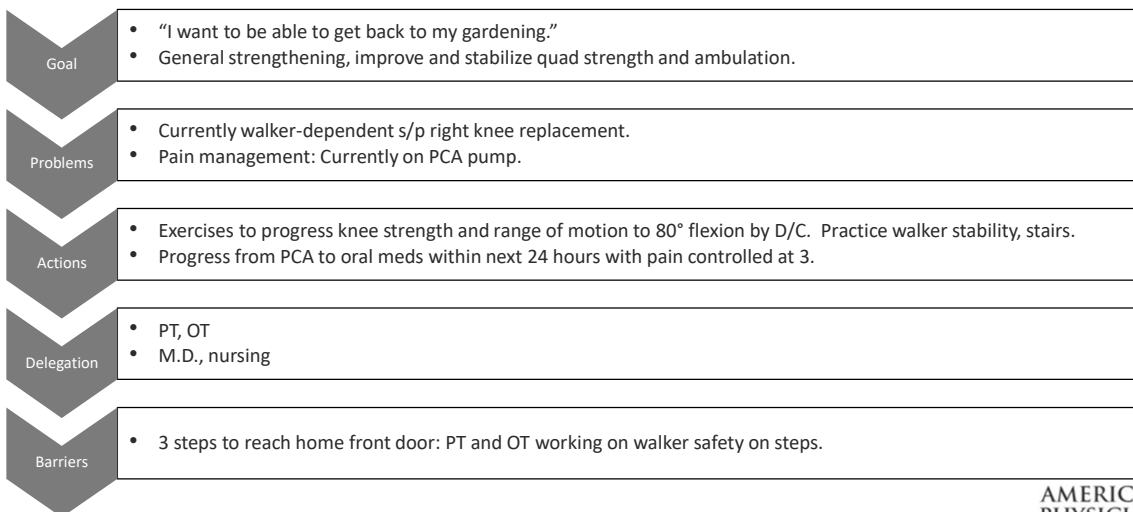 Goal
• “I want to be able to get back to my gardening.”
• General strengthening, improve and stabilize quad strength and ambulation.
Problems
• Currently walker-dependent s/p right knee replacement.
• Pain management: Currently on PCA pump.
Actions
• Exercises to progress knee strength and range of motion to 80° flexion by D/C. Practice walker stability, stairs.
• Progress from PCA to oral meds within next 24 hours with pain controlled at 3.
Delegation
• PT, OT
• M.D., nursing
Barriers
• 3 steps to reach home front door: PT and OT working on walker safety on steps.
AMERIC